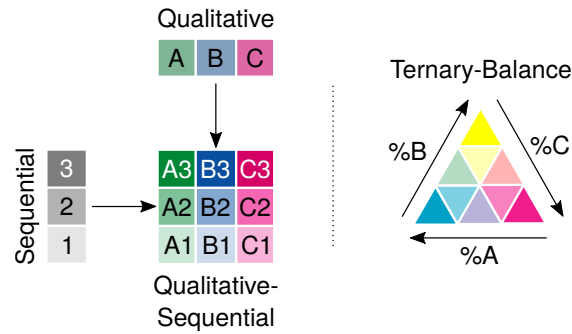 Qualitative
A B C
Sequential
3
2
1
A3 B3 C3
A2 B2 C2
A1 B1 C1
Qualitative-
Sequential
Ternary-Balance
%B
%C
%A